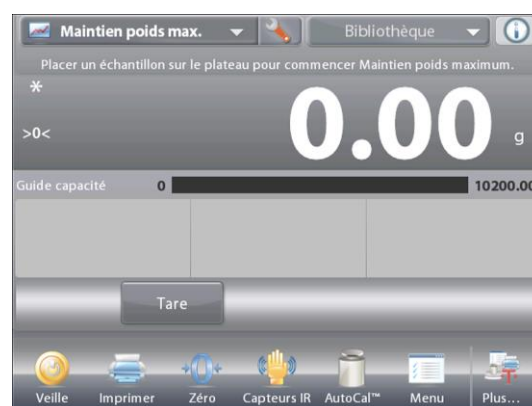 Maintien poids max. Bibliothèque
Placer un échantillon sur le plateau pour commencer Maintien poids maximum.
*
>0< 0.00 g
Guide capacité 0 10200.00
Tare
Veille Imprimer Zéro Capteurs IR AutoCal™ Menu Plus...